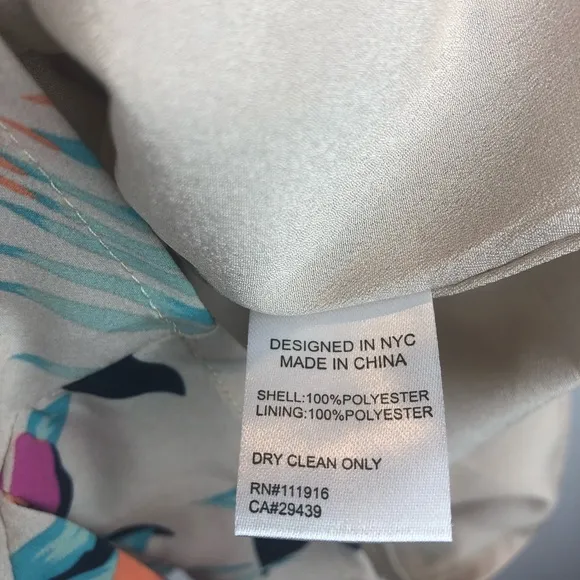 DESIGNED IN NYC
MADE IN CHINA
SHELL:100%POLYESTER
LINING:100%POLYESTER
DRY CLEAN ONLY
RN#111916
CA#29439